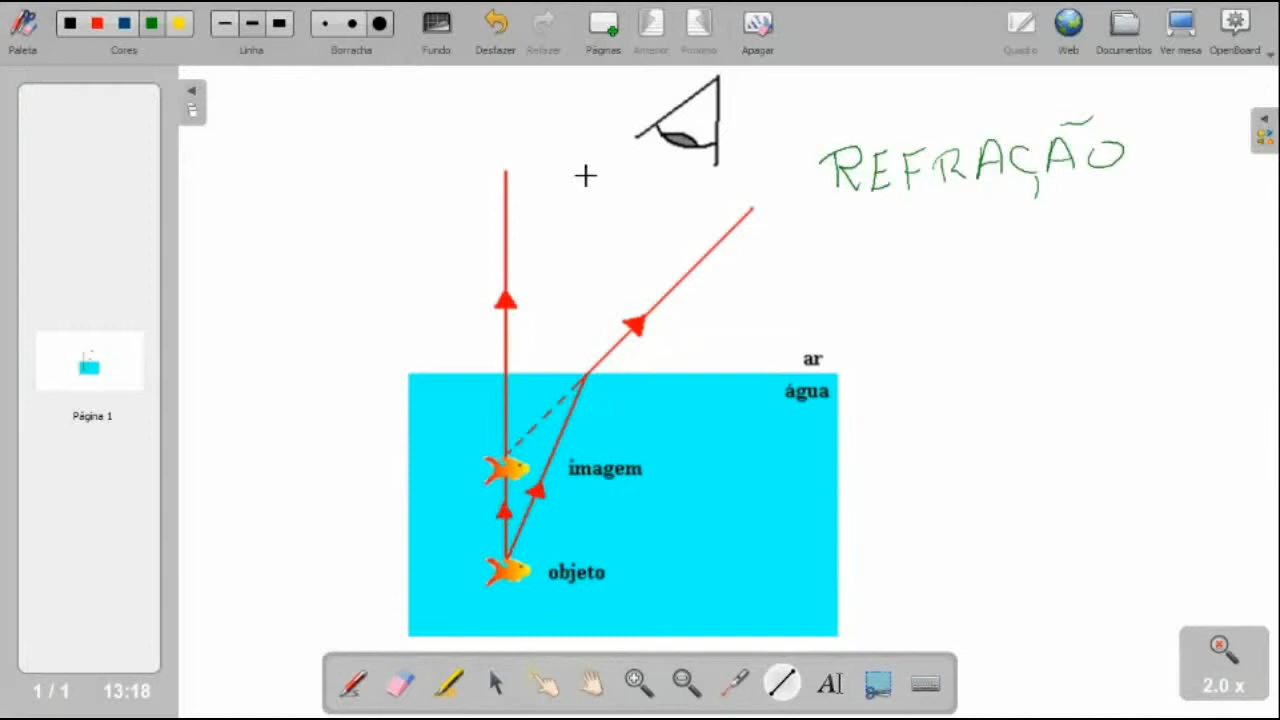 Paleta
Cores
Linha
Borracha
Fundo
Desfazer
Refazer
Páginas
Anterior
Próximo
Apagar
Quadro
Web
Documentos
Ver mesa
OpenBoard
REFRAÇÃO
ar
água
imagem
objeto
Página 1
1 / 1
13:18
AI
2.0 x